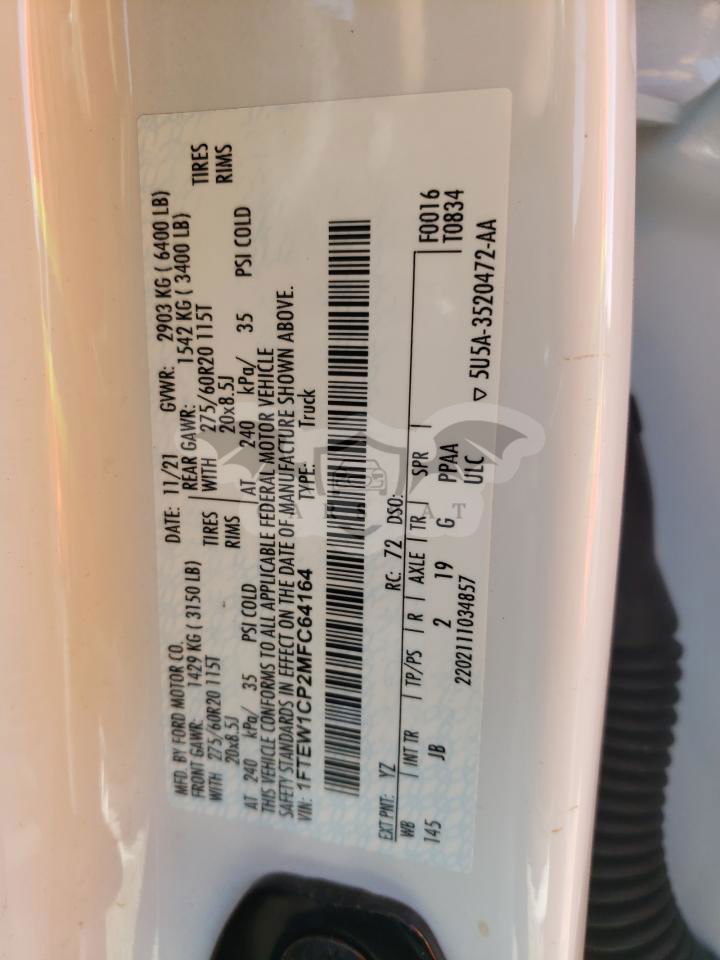 MFD. BY FORD MOTOR CO.
DATE: 11/21 GVWR: 2903 KG ( 6400 LB)
FRONT GAWR: 1429 KG ( 3150 LB) REAR GAWR: 1542 KG ( 3400 LB)
WITH 275/60R20 115T TIRES WITH 275/60R20 115T TIRES
20x8.5J RIMS 20x8.5J RIMS
AT 240 kPa/ 35 PSI COLD AT 240 kPa/ 35 PSI COLD
THIS VEHICLE CONFORMS TO ALL APPLICABLE FEDERAL MOTOR VEHICLE
SAFETY STANDARDS IN EFFECT ON THE DATE OF MANUFACTURE SHOWN ABOVE.
VIN: 1FTEW1CP2MFC64164 TYPE: Truck
EXT PNT: YZ RC: 72 DSO: F0016
WB INT TR TP/PS R AXLE TR SPR T0834
145 JB 2 19 G PPAA
2202111034857 ULC ▽ 5U5A-3520472-AA